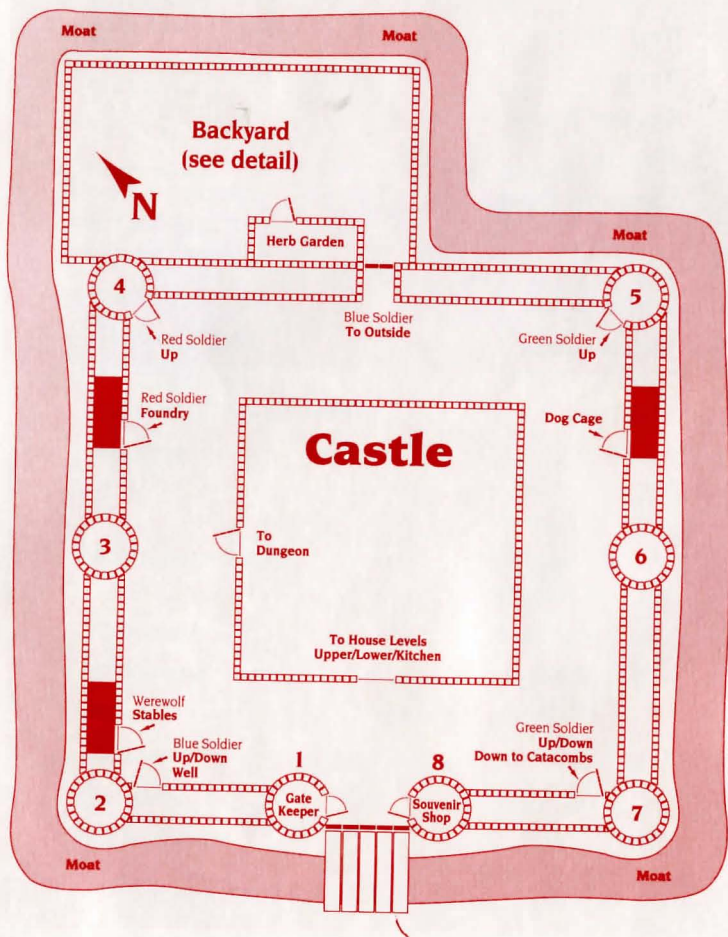 Moat
Moat
Backyard
(see detail)
N
Herb Garden
Moat
4
5
Red Soldier
Up
Blue Soldier
To Outside
Green Soldier
Up
Red Soldier
Foundry
Dog Cage
Castle
3
To
Dungeon
6
To House Levels
Upper/Lower/Kitchen
Werewolf
Stables
Blue Soldier
Up/Down
Well
Green Soldier
Up/Down
Down to Catacombs
1
8
2
Gate
Keeper
Souvenir
Shop
7
Moat
Moat